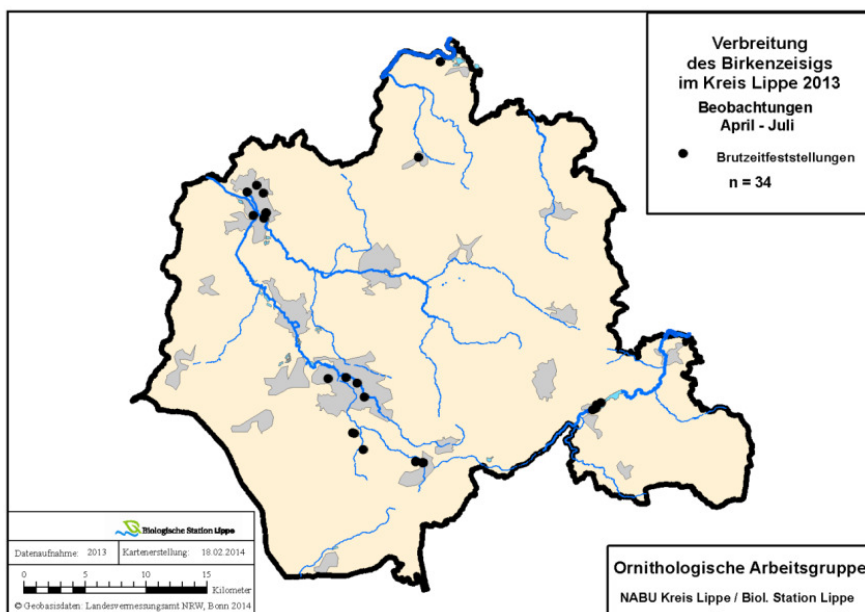 Verbreitung
des Birkenzeisigs
im Kreis Lippe 2013
Beobachtungen
April - Juli
Brutzeitfeststellungen
n = 34
Biologische Station Lippe
Datenaufnahme: 2013
Kartenerstellung: 18.02.2014
0 5 10 15
Kilometer
© Geobasisdaten: Landesvermessungsamt NRW, Bonn 2014
Ornithologische Arbeitsgruppe
NABU Kreis Lippe / Biol. Station Lippe